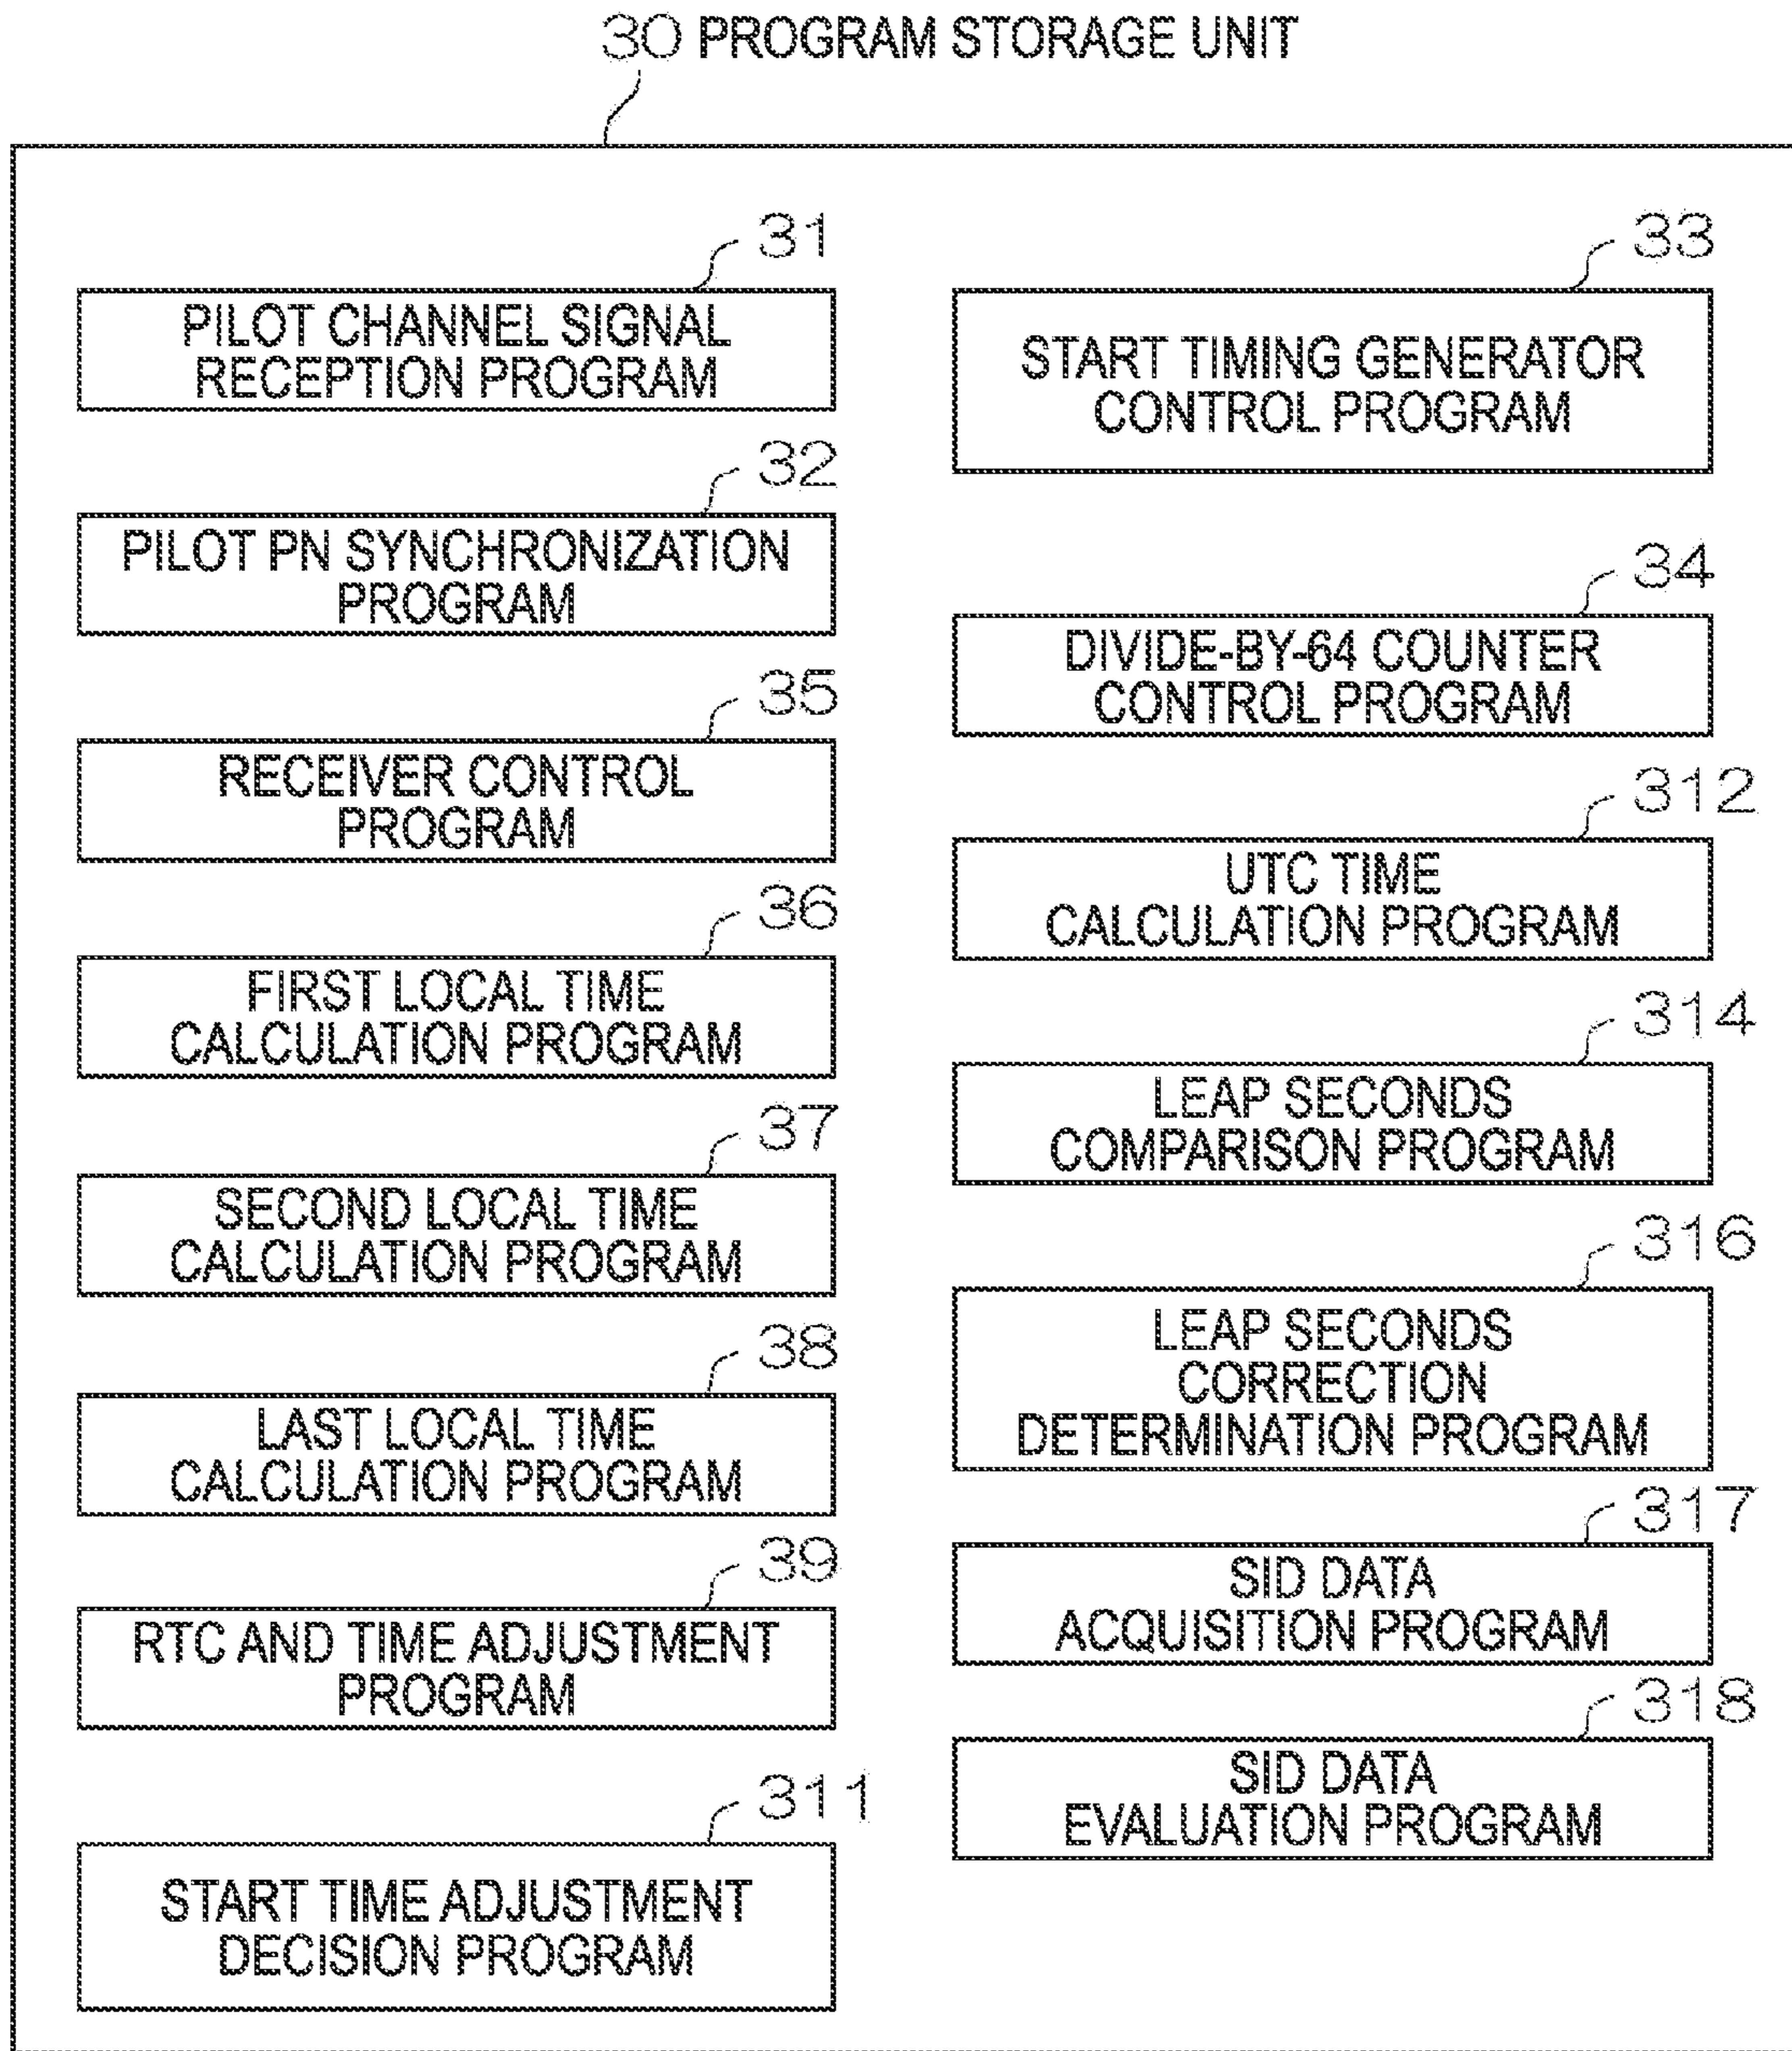 30 PROGRAM STORAGE UNIT
31
PILOT CHANNEL SIGNAL
RECEPTION PROGRAM
32
PILOT PN SYNCHRONIZATION
PROGRAM
35
RECEIVER CONTROL
PROGRAM
36
FIRST LOCAL TIME
CALCULATION PROGRAM
37
SECOND LOCAL TIME
CALCULATION PROGRAM
38
LAST LOCAL TIME
CALCULATION PROGRAM
39
RTC AND TIME ADJUSTMENT
PROGRAM
311
START TIME ADJUSTMENT
DECISION PROGRAM
33
START TIMING GENERATOR
CONTROL PROGRAM
34
DIVIDE-BY-64 COUNTER
CONTROL PROGRAM
312
UTC TIME
CALCULATION PROGRAM
314
LEAP SECONDS
COMPARISON PROGRAM
316
LEAP SECONDS
CORRECTION
DETERMINATION PROGRAM
317
SID DATA
ACQUISITION PROGRAM
318
SID DATA
EVALUATION PROGRAM